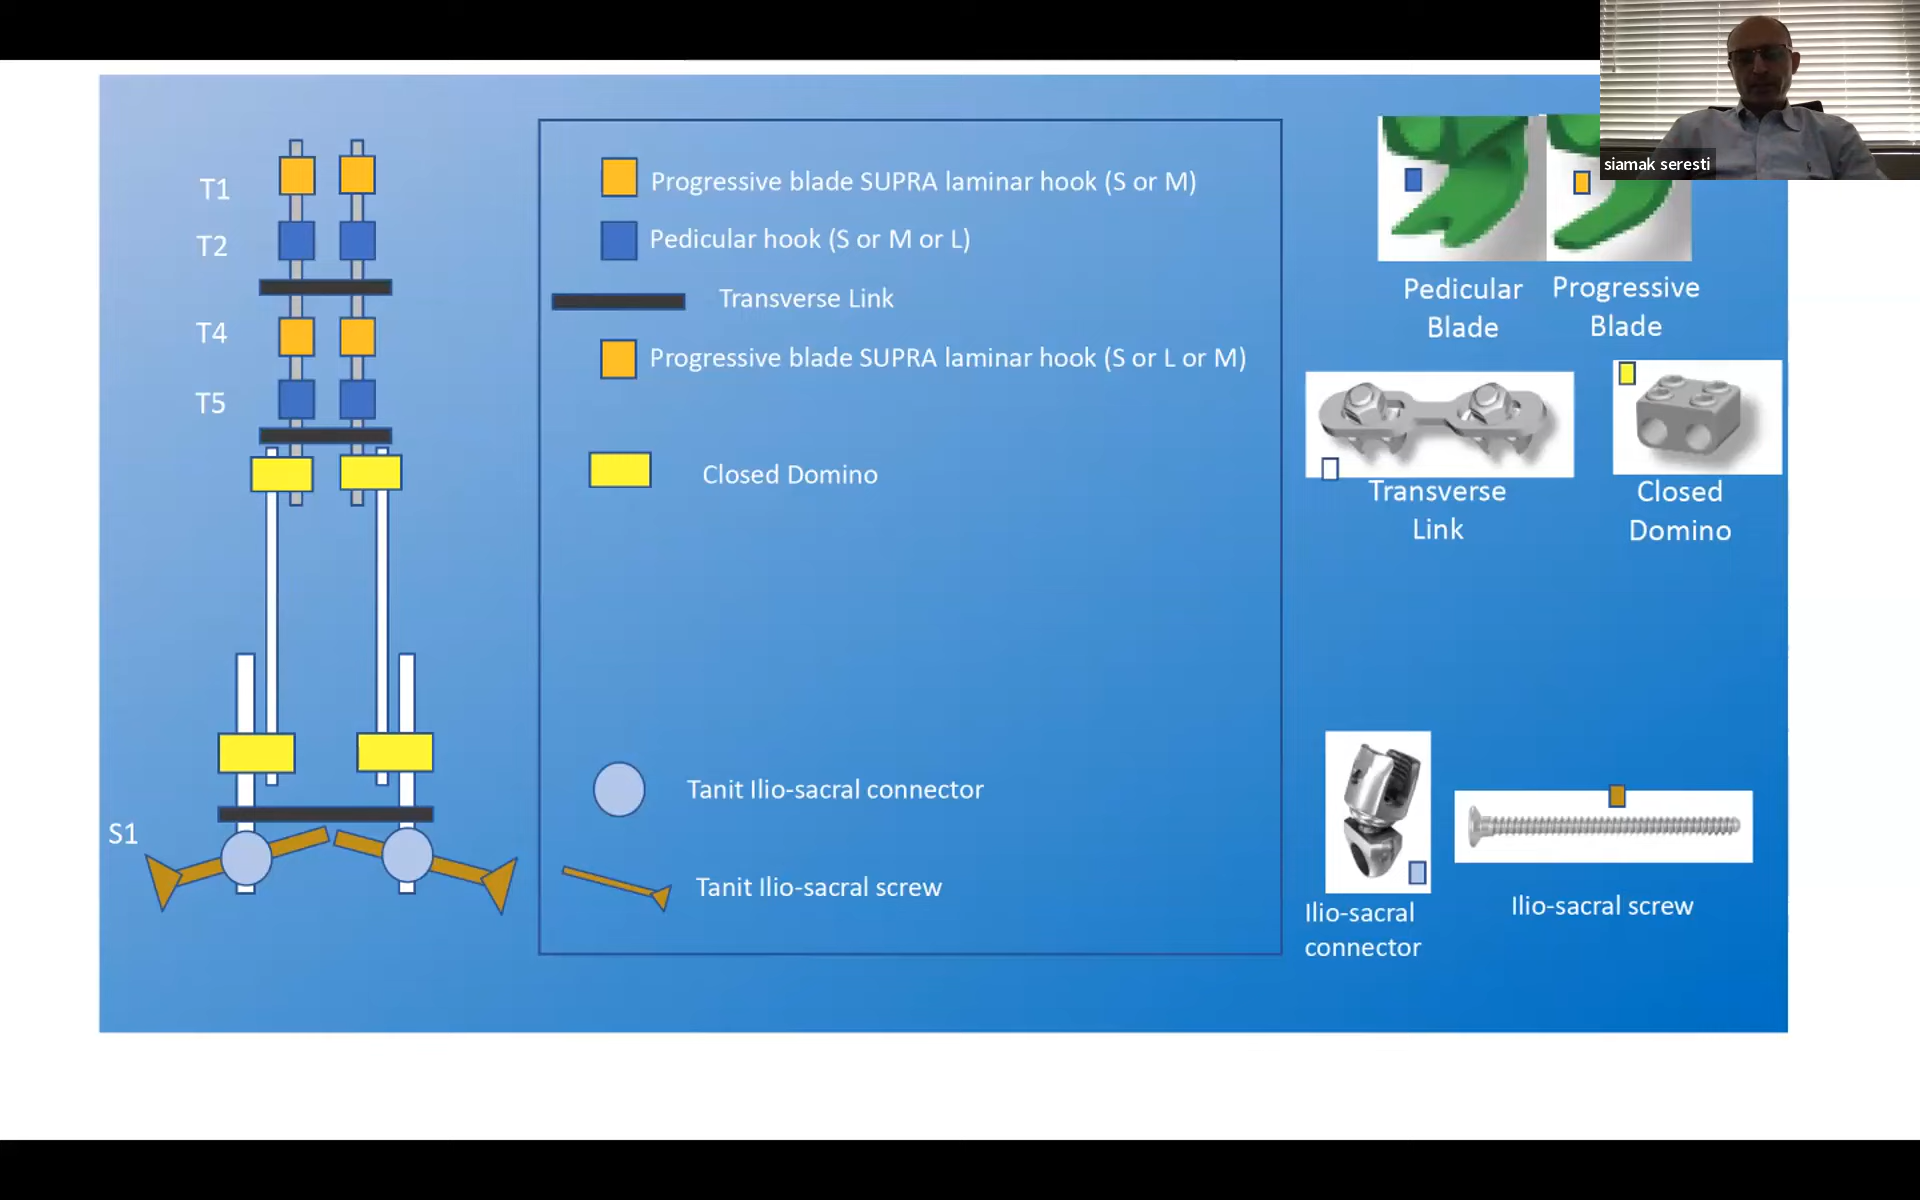 siamak seresti
T1
T2
T4
T5
S1
Progressive blade SUPRA laminar hook (S or M)
Pedicular hook (S or M or L)
Transverse Link
Progressive blade SUPRA laminar hook (S or L or M)
Closed Domino
Tanit Ilio-sacral connector
Tanit Ilio-sacral screw
Pedicular
Blade
Progressive
Blade
Transverse
Link
Closed
Domino
Ilio-sacral
connector
Ilio-sacral screw